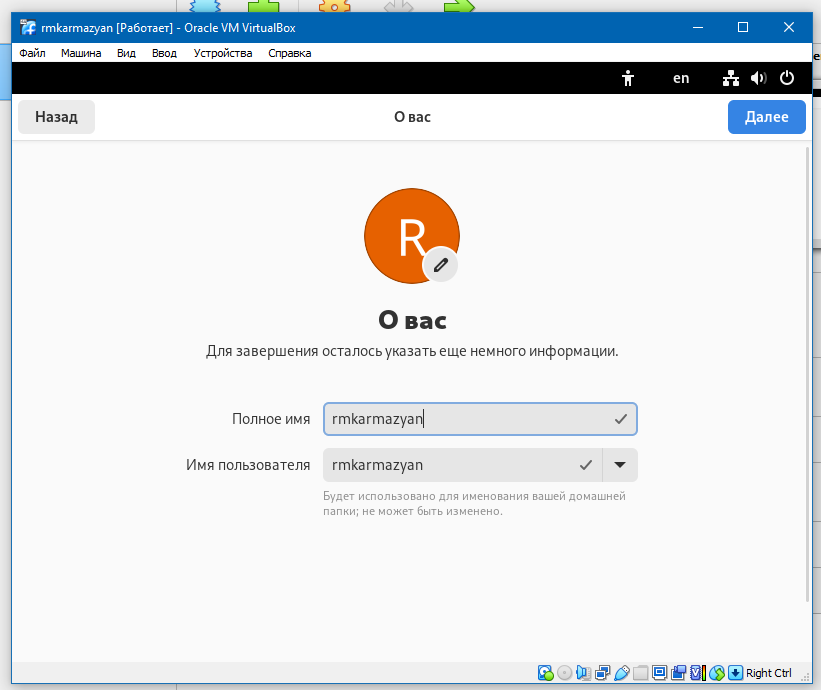 rmkarmazyan [Работает] - Oracle VM VirtualBox
Файл Машина Вид Ввод Устройства Справка
en
Назад О вас Далее
R
О вас
Для завершения осталось указать еще немного информации.
Полное имя rmkarmazyan
Имя пользователя rmkarmazyan
Будет использовано для именования вашей домашней
папки; не может быть изменено.
Right Ctrl